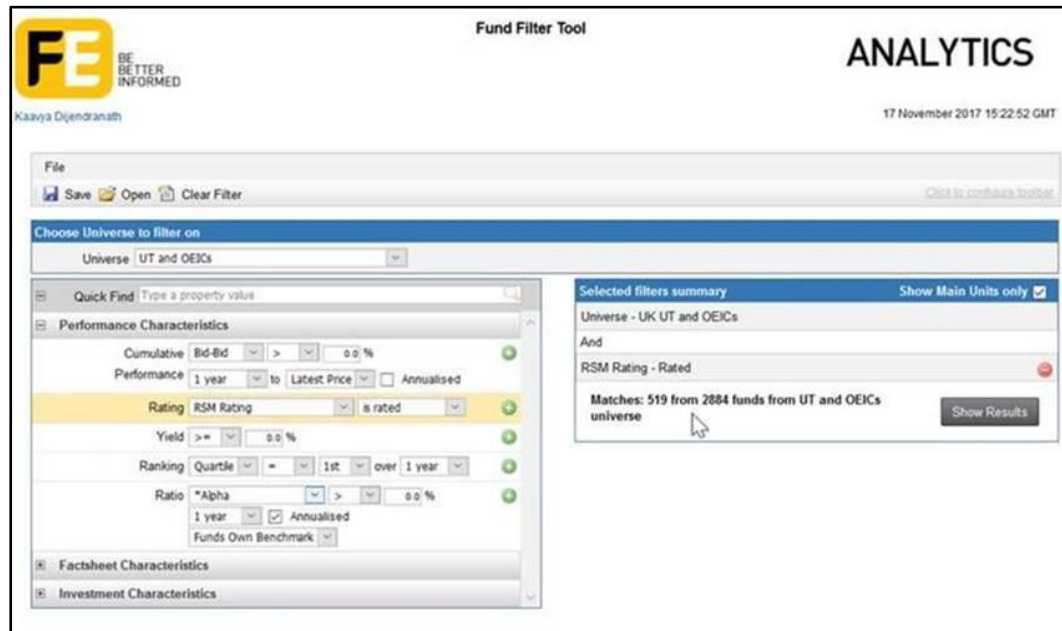 Fund Filter Tool
FE
BE
BETTER
INFORMED
ANALYTICS
Kaavya Dijendranath
17 November 2017 15:22:52 GMT
File
Save Open Clear Filter
Click to configure toolbar
Choose Universe to filter on
Universe UT and OEICs
Quick Find Type a property value
Performance Characteristics
Cumulative Bid-Bid > 0.0 %
Performance 1 year to Latest Price Annualised
Rating RSM Rating is rated
Yield >= 0.0 %
Ranking Quartile = 1st over 1 year
Ratio *Alpha > 0.0 %
1 year Annualised
Funds Own Benchmark
Factsheet Characteristics
Investment Characteristics
Selected filters summary Show Main Units only
Universe - UK UT and OEICs
And
RSM Rating - Rated
Matches: 519 from 2884 funds from UT and OEICs
universe
Show Results